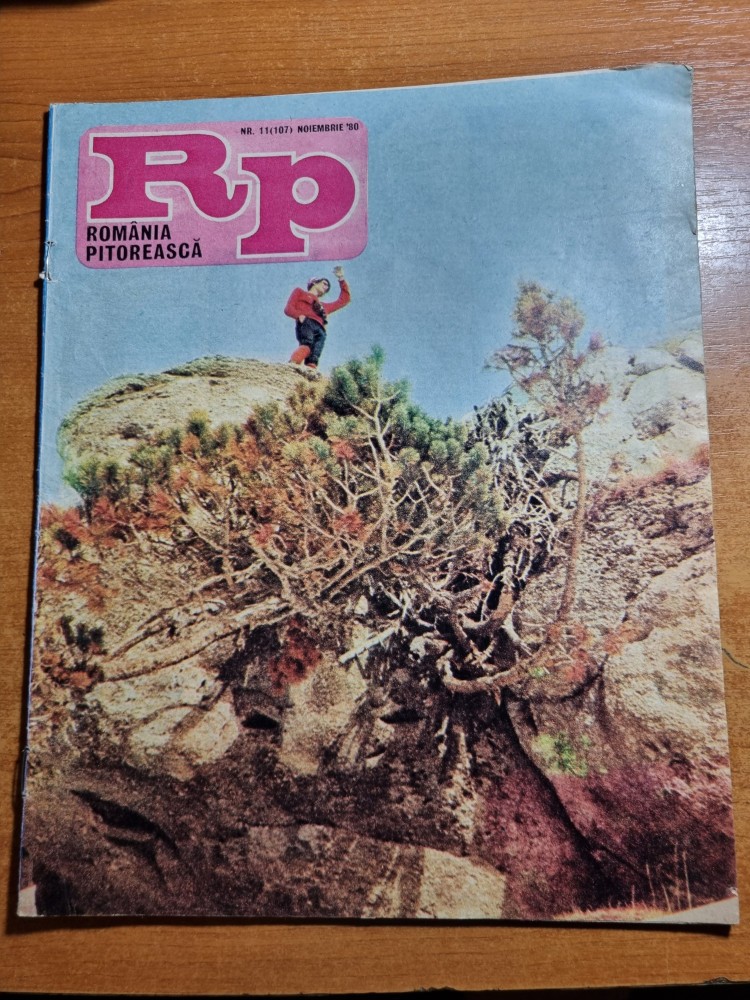 NR. 11(107) NOIEMBRIE '80
Rp
ROMÂNIA
PITOREASCĂ